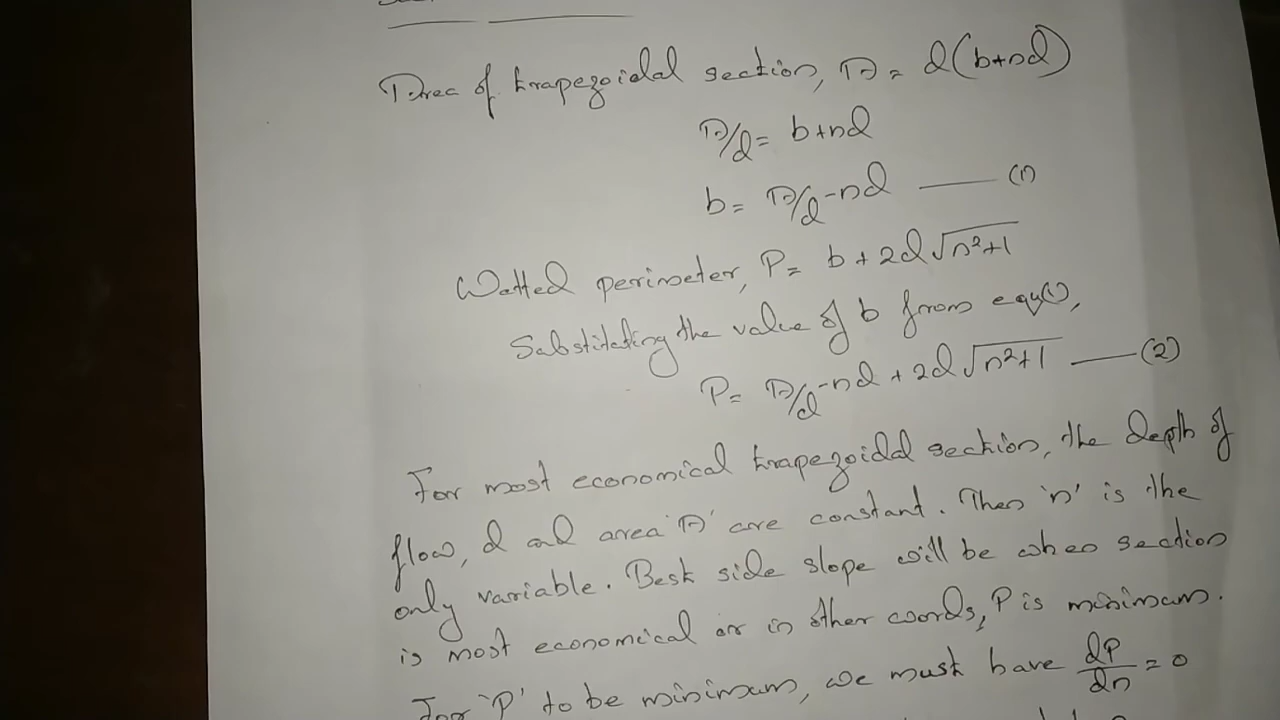 Area of trapezoidal section, A = d(b+nd)
A/d = b+nd
b = A/d - nd —— (1)
Wetted perimeter, P = b + 2d√n²+1
Substituting the value of b from equ(1),
P = A/d - nd + 2d√n²+1 —— (2)
For most economical trapezoidal section, the depth of
flow, d and area 'A' are constant. Then 'n' is the
only variable. Best side slope will be when section
is most economical or in other words, P is minimum.
For 'P' to be minimum, we must have dP/dn = 0